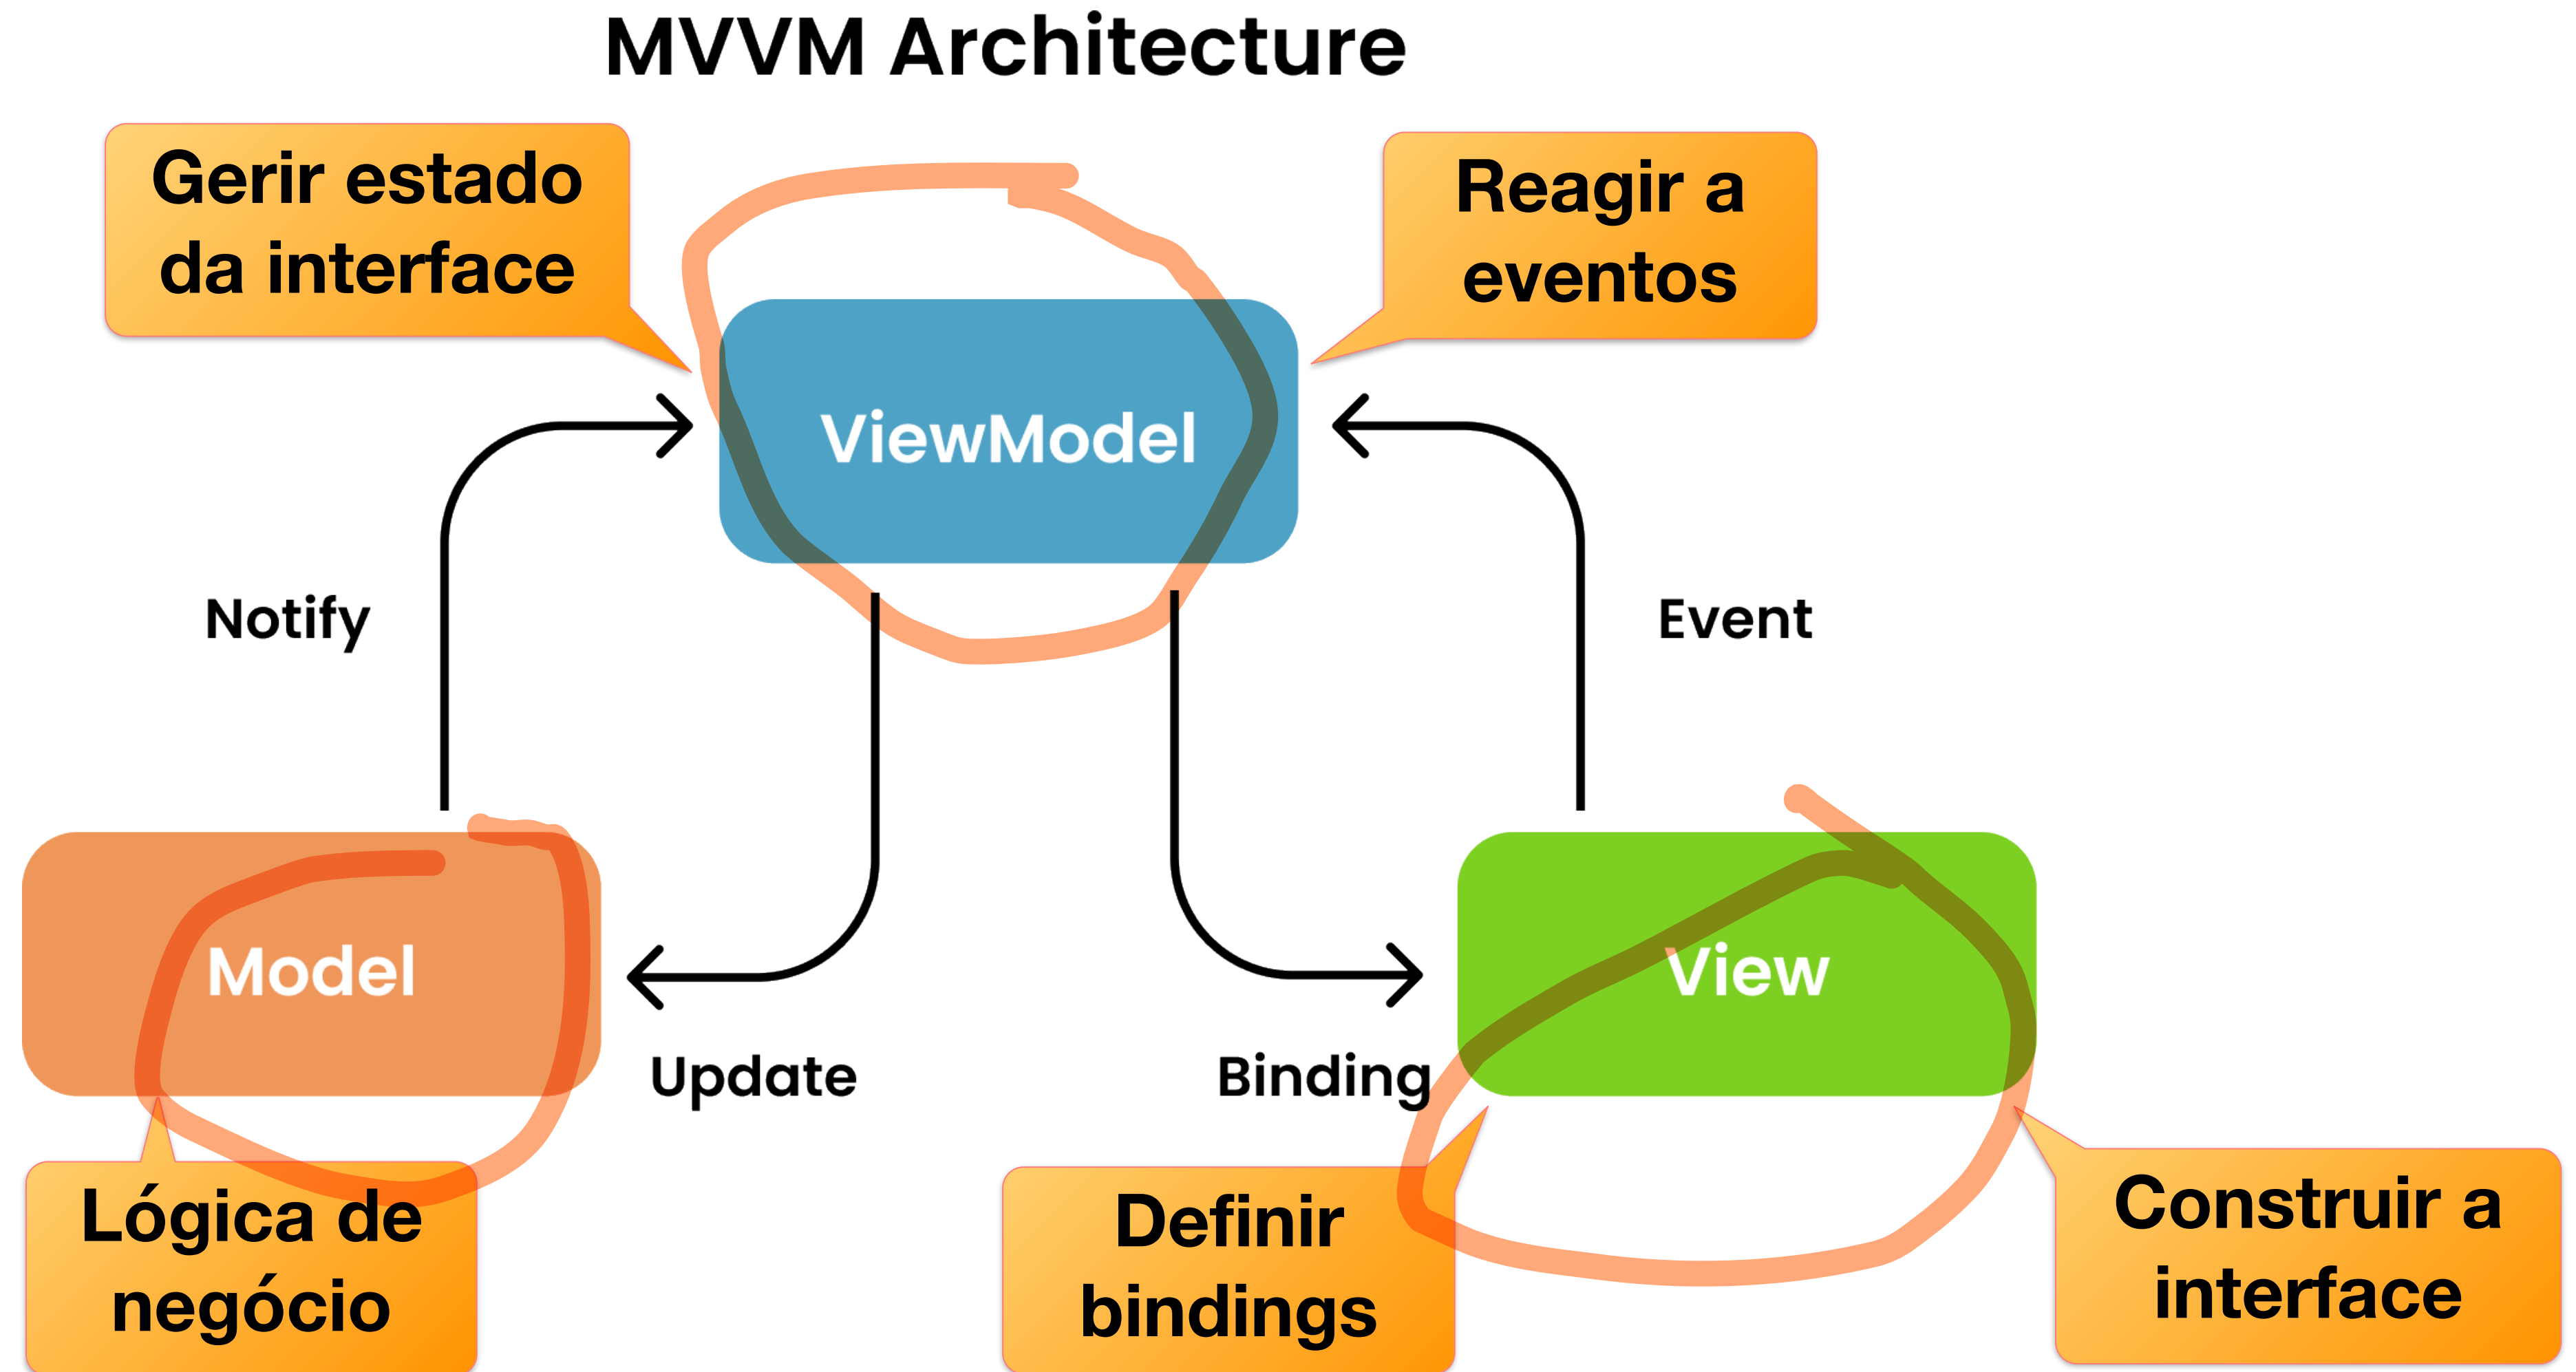 MVVM Architecture
Gerir estado
da interface
Reagir a
eventos
ViewModel
Notify
Event
Model
View
Update
Binding
Lógica de
negócio
Definir
bindings
Construir a
interface